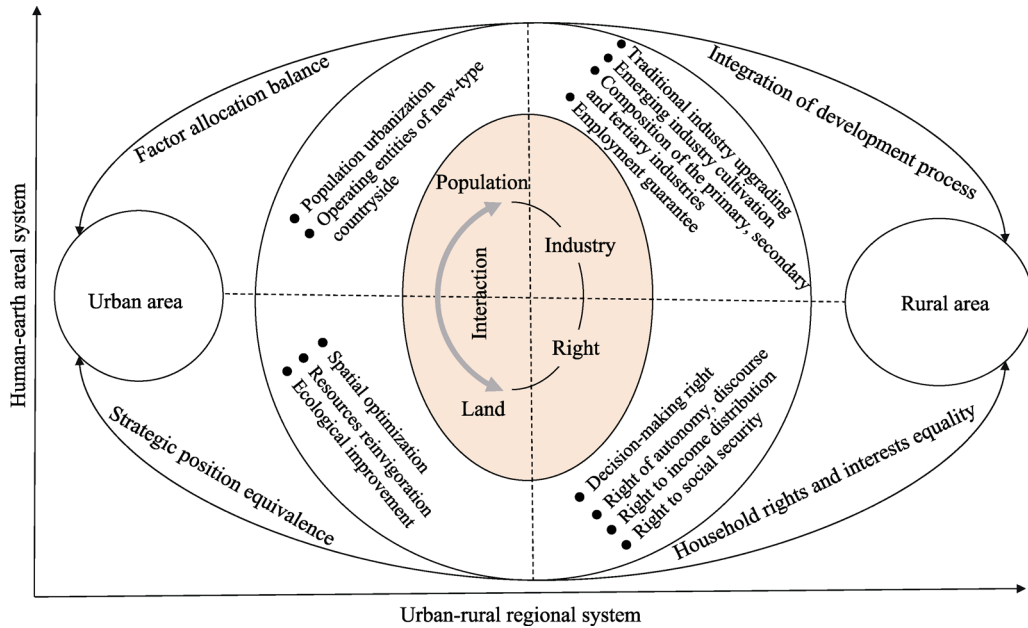 Human-earth areal system
Factor allocation balance
Integration of development process
Population urbanization
Operating entities of new-type
countryside
Traditional industry upgrading
Emerging industry cultivation
Composition of the primary, secondary
and tertiary industries
Employment guarantee
Population
Industry
Interaction
Right
Land
Urban area
Rural area
Spatial optimization
Resources reinvigoration
Ecological improvement
Decision-making right
Right of autonomy, discourse
Right to income distribution
Right to social security
Strategic position equivalence
Household rights and interests equality
Urban-rural regional system